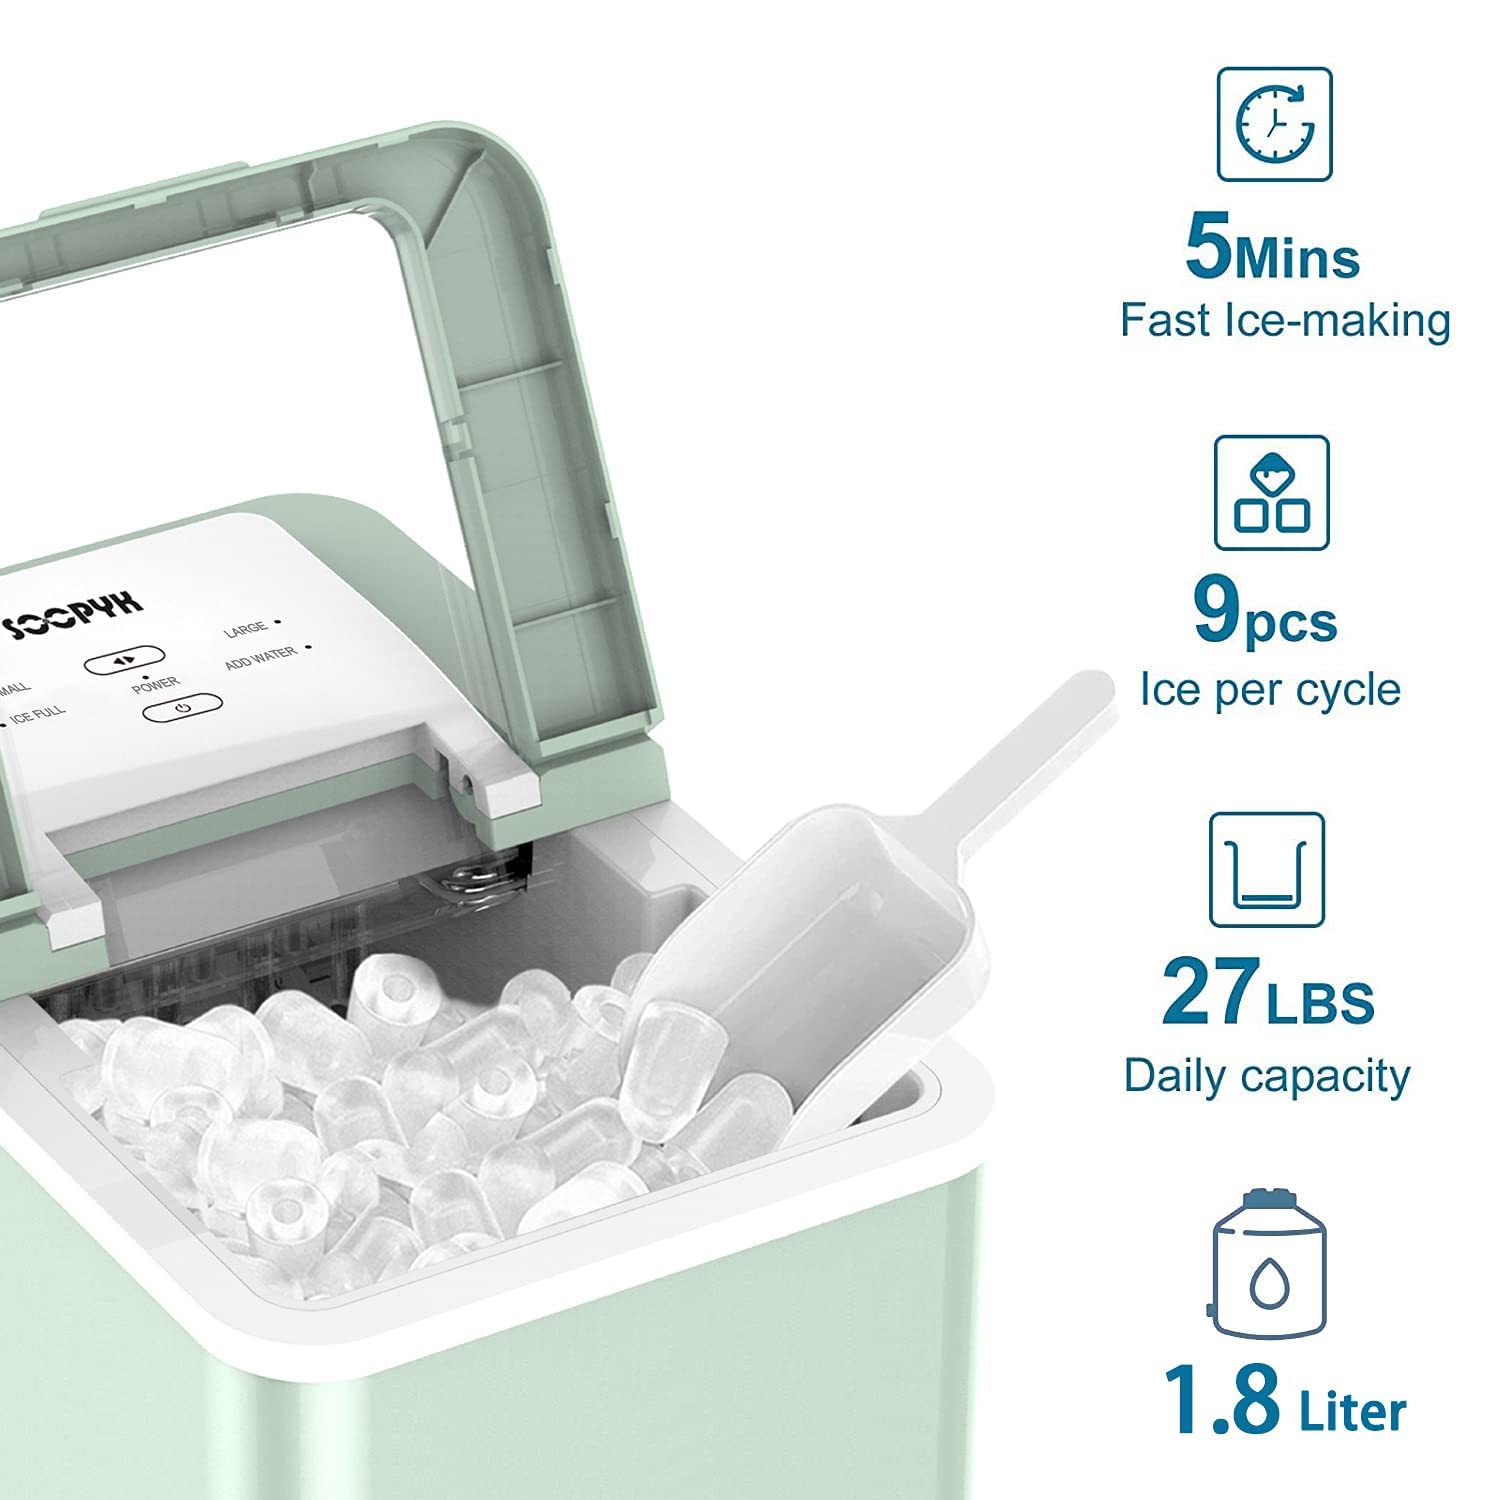 SOOPYK
LARGE
ADD WATER
MALL
POWER
ICE FULL
5Mins
Fast Ice-making
9pcs
Ice per cycle
27LBS
Daily capacity
1.8 Liter